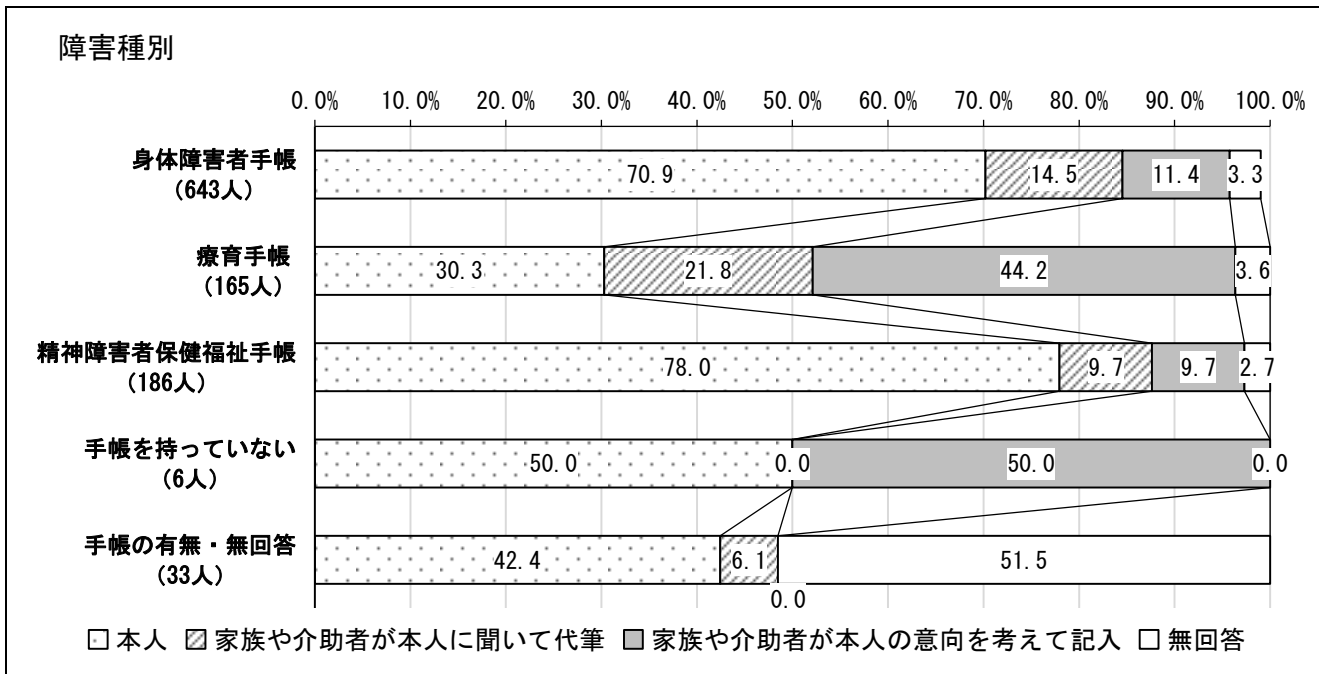 障害種別
0.0% 10.0% 20.0% 30.0% 40.0% 50.0% 60.0% 70.0% 80.0% 90.0% 100.0%
身体障害者手帳
(643人)
70.9 14.5 11.4 3.3
療育手帳
(165人)
30.3 21.8 44.2 3.6
精神障害者保健福祉手帳
(186人)
78.0 9.7 9.7 2.7
手帳を持っていない
(6人)
50.0 0.0 50.0 0.0
手帳の有無・無回答
(33人)
42.4 6.1 51.5
0.0
本人 家族や介助者が本人に聞いて代筆 家族や介助者が本人の意向を考えて記入 無回答